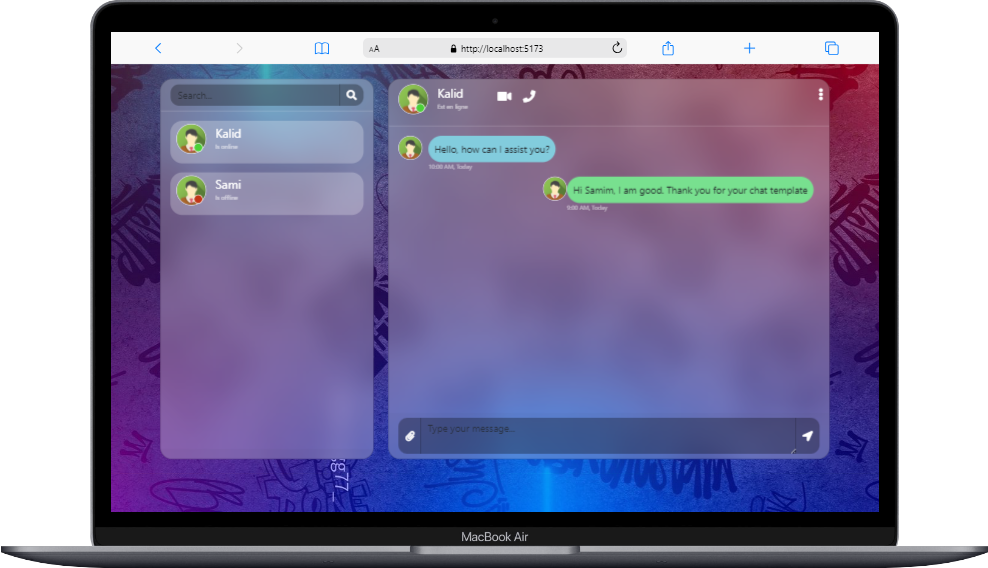 AA
http://localhost:5173
Search...
Kalid
Is online
Sami
Is offline
Kalid
Est en ligne
Hello, how can I assist you?
10:00 AM, Today
Hi Samim, I am good. Thank you for your chat template
9:00 AM, Today
Type your message...
MacBook Air